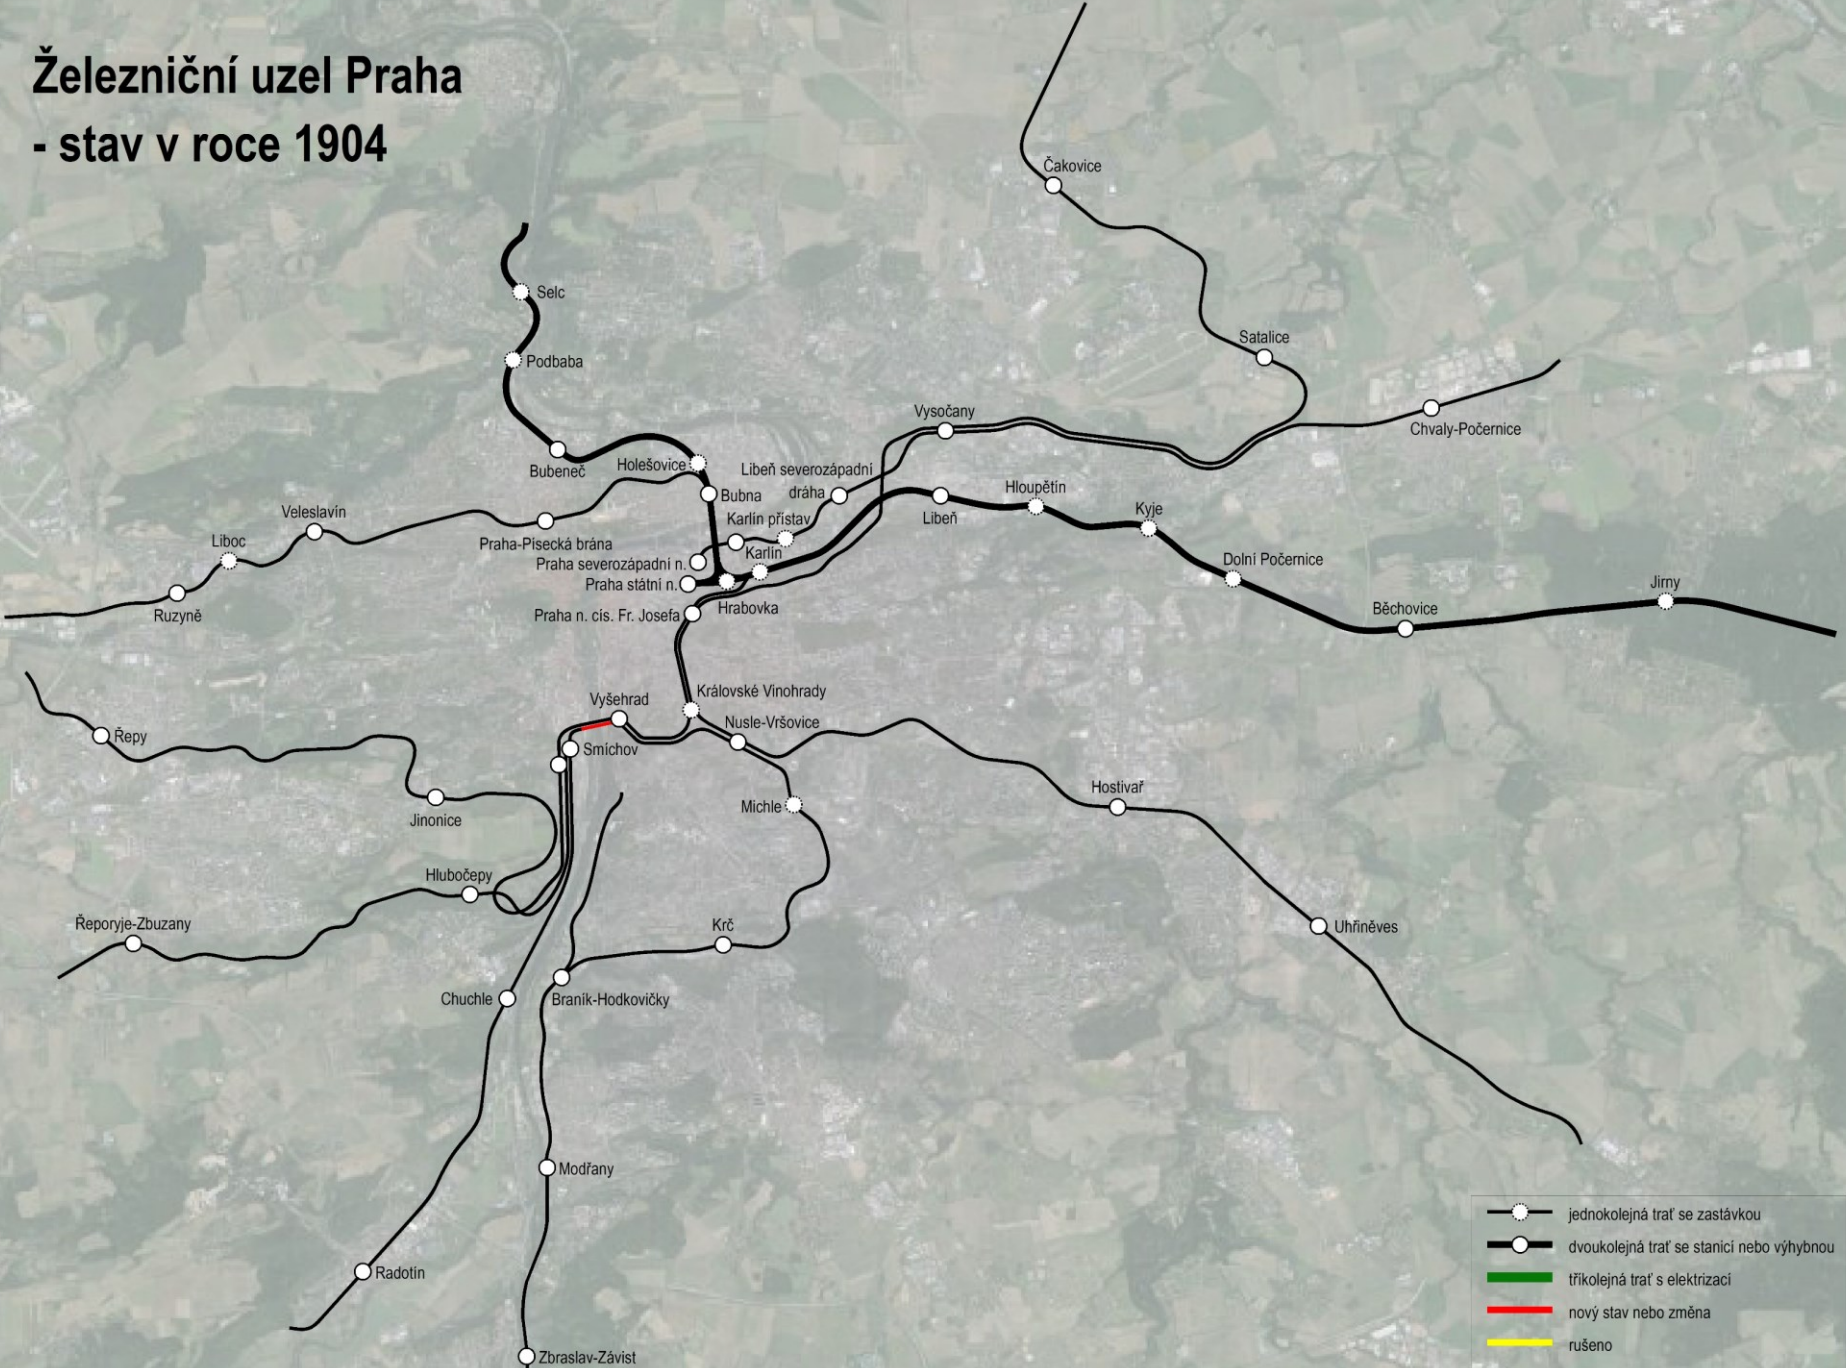 Železniční uzel Praha
- stav v roce 1904
Čakovice
Selc
Satalice
Podbaba
Vysočany
Chvaly-Počernice
Bubeneč
Holešovice
Libeň severozápadní
dráha
Bubna
Hloupětín
Libeň
Kyje
Veleslavín
Karlín přístav
Liboc
Praha-Písecká brána
Karlín
Praha severozápadní n.
Dolní Počernice
Praha státní n.
Jirny
Ruzyně
Praha n. cís. Fr. Josefa
Hrabovka
Běchovice
Královské Vinohrady
Vyšehrad
Nusle-Vršovice
Řepy
Smíchov
Hostivař
Michle
Jinonice
Hlubočepy
Řeporyje-Zbuzany
Krč
Uhříněves
Chuchle
Braník-Hodkovičky
Modřany
Radotín
Zbraslav-Závist
jednokolejná trať se zastávkou
dvoukolejná trať se stanicí nebo výhybnou
tříkolejná trať s elektrizací
nový stav nebo změna
rušeno